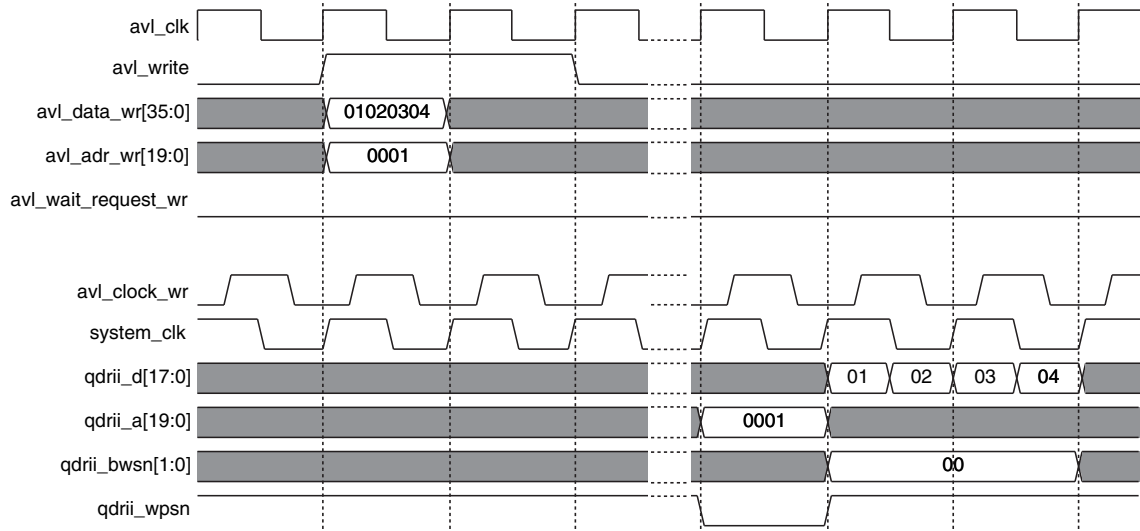 avl_clk
avl_write
avl_data_wr[35:0] 01020304
avl_adr_wr[19:0] 0001
avl_wait_request_wr
avl_clock_wr
system_clk
qdrii_d[17:0] 01 02 03 04
qdrii_a[19:0] 0001
qdrii_bwsn[1:0] 00
qdrii_wpsn